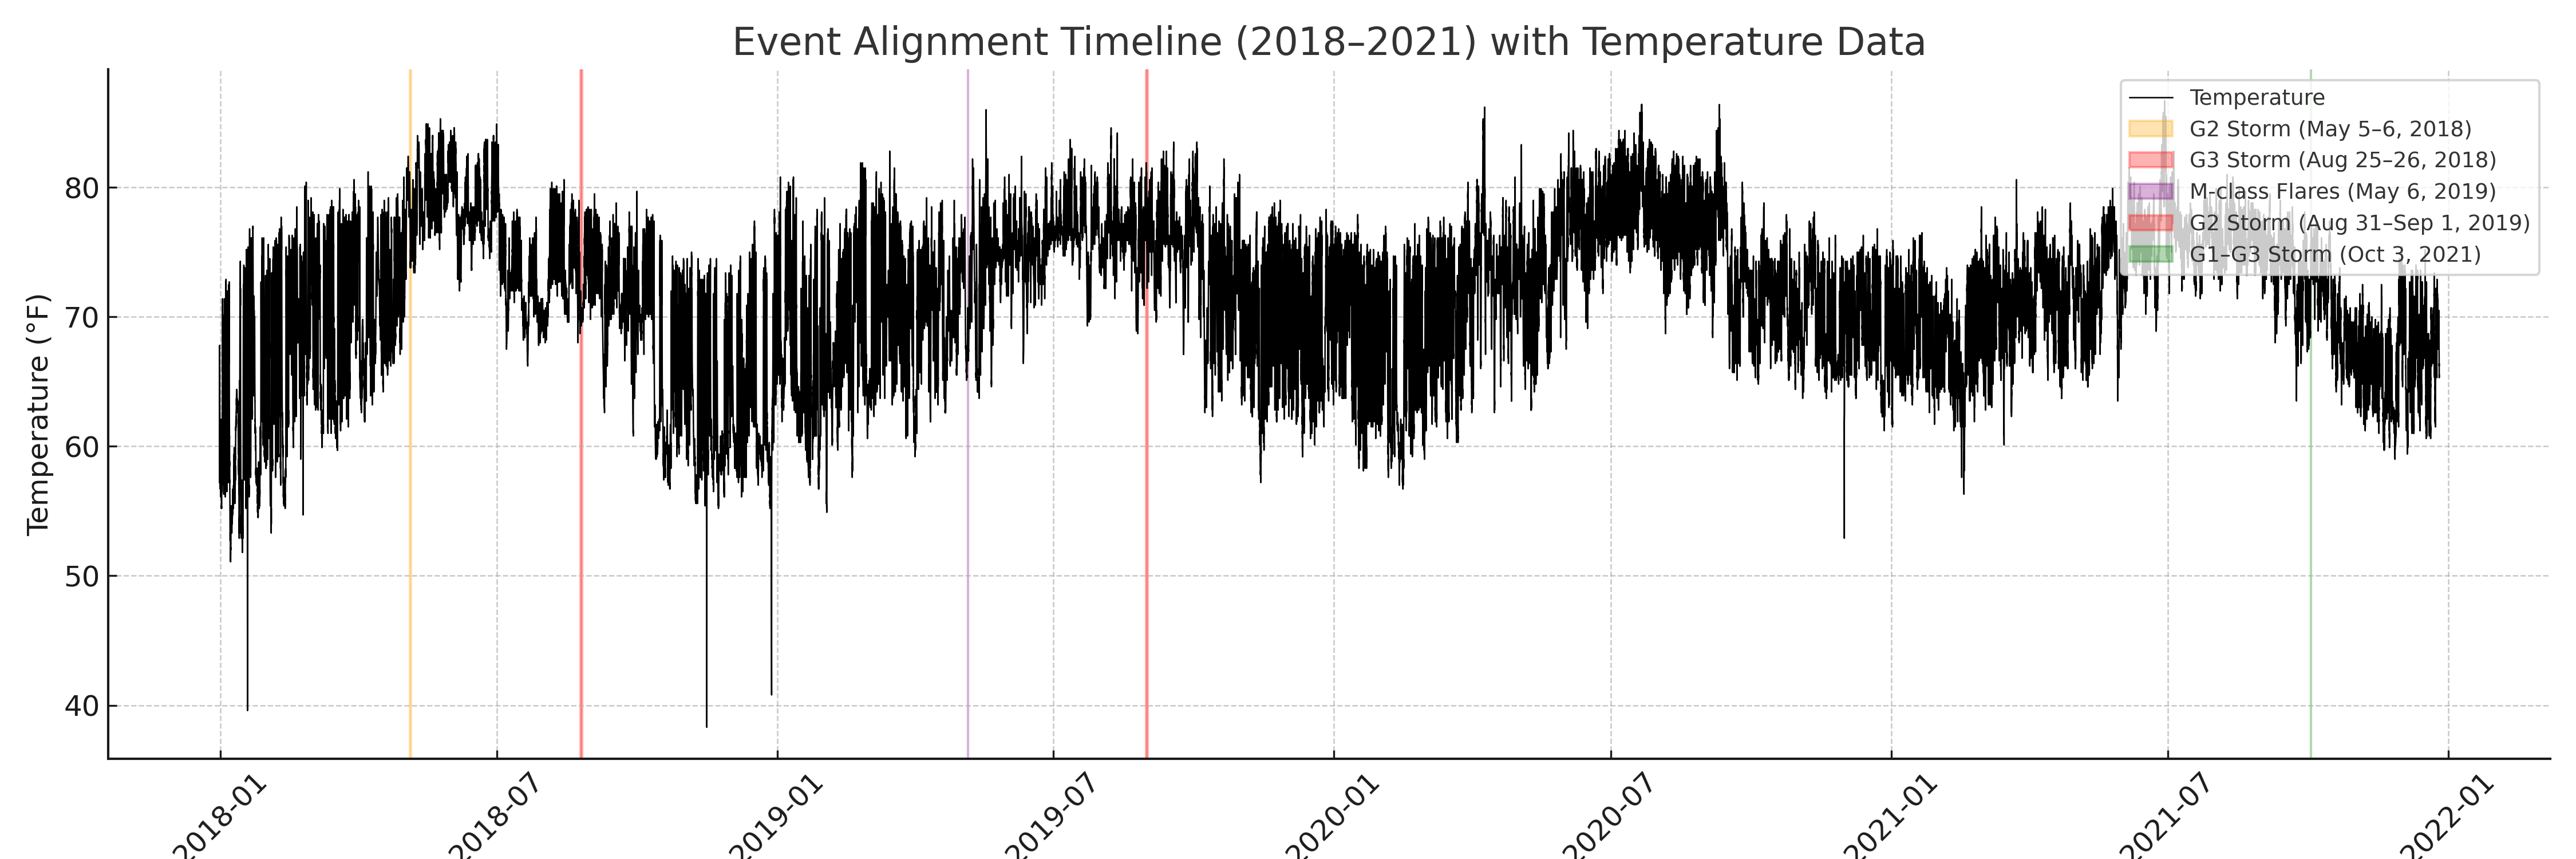 Event Alignment Timeline (2018–2021) with Temperature Data
Temperature
G2 Storm (May 5–6, 2018)
G3 Storm (Aug 25–26, 2018)
M-class Flares (May 6, 2019)
G2 Storm (Aug 31–Sep 1, 2019)
G1–G3 Storm (Oct 3, 2021)
Temperature (°F)
80
70
60
50
40
2018-01
2018-07
2019-01
2019-07
2020-01
2020-07
2021-01
2021-07
2022-01